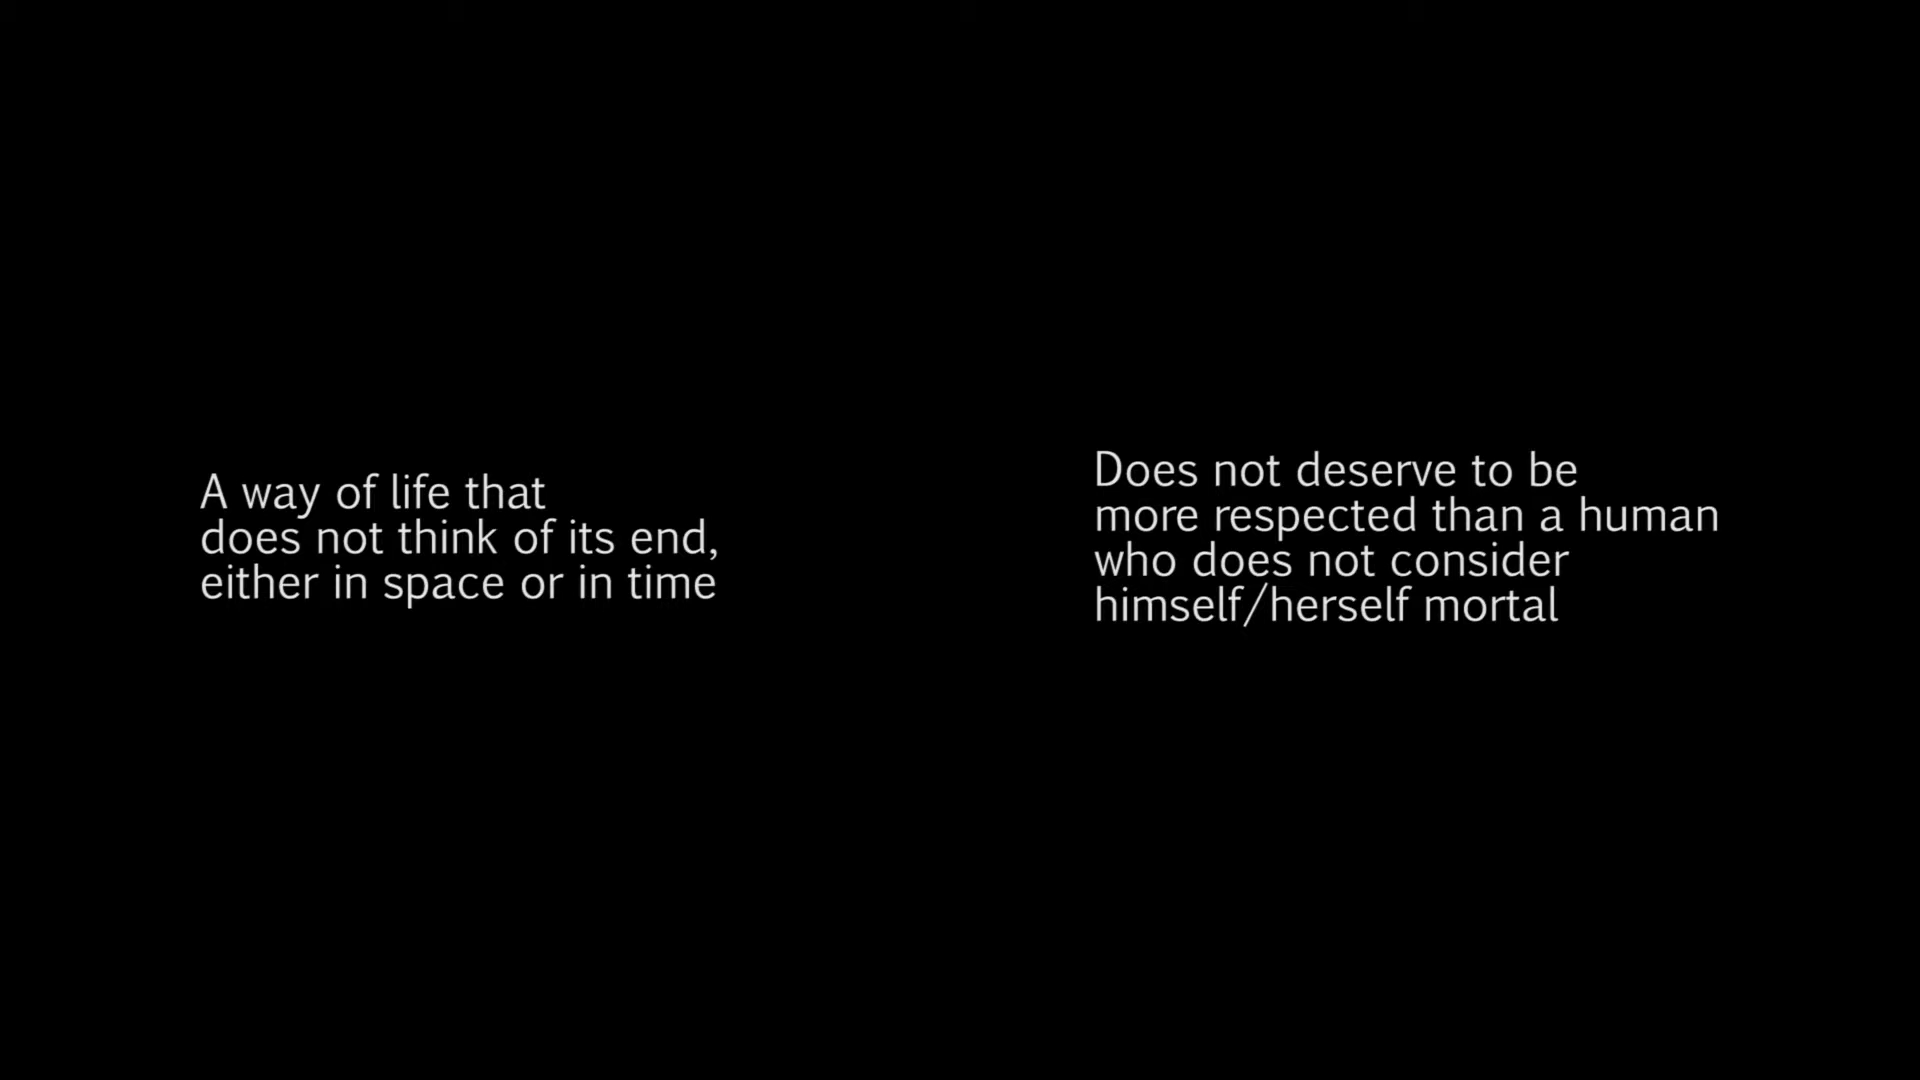 A way of life that
does not think of its end,
either in space or in time
Does not deserve to be
more respected than a human
who does not consider
himself/herself mortal